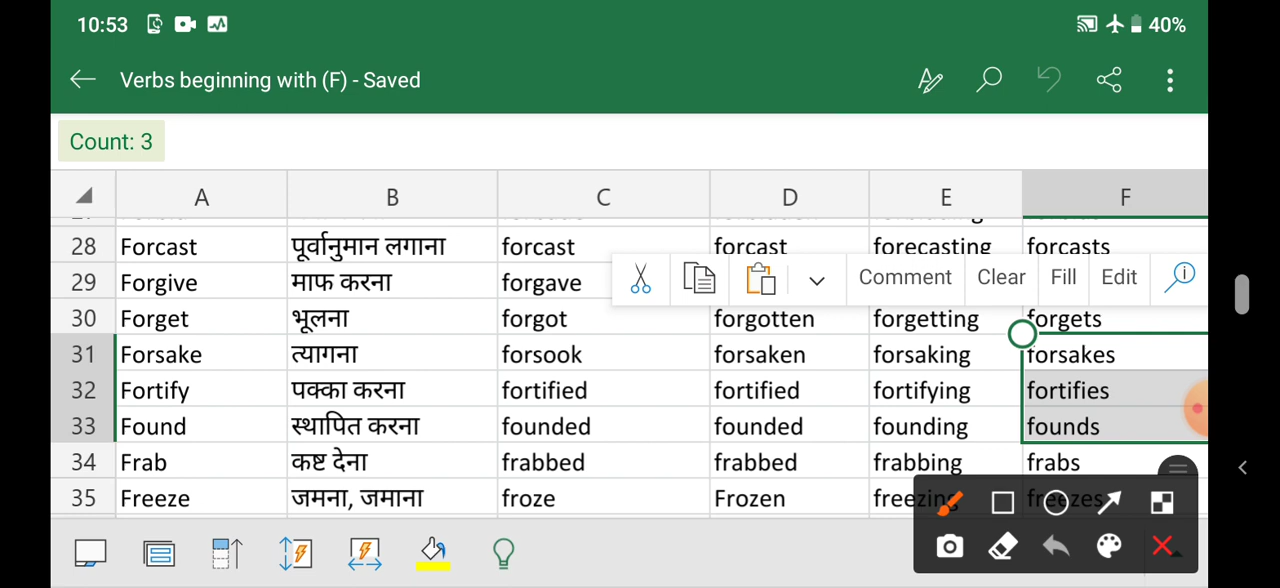 10:53 40%
Verbs beginning with (F) - Saved
Count: 3
A B C D E F
28 Forcast पूर्वानुमान लगाना forcast forcast forecasting forcasts
29 Forgive माफ करना forgave
Comment Clear Fill Edit
30 Forget भूलना forgot forgotten forgetting forgets
31 Forsake त्यागना forsook forsaken forsaking forsakes
32 Fortify पक्का करना fortified fortified fortifying fortifies
33 Found स्थापित करना founded founded founding founds
34 Frab कष्ट देना frabbed frabbed frabbing frabs
35 Freeze जमना, जमाना froze Frozen freezing freezes